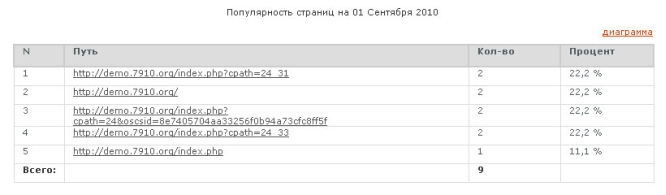 Популярность страниц на 01 Сентября 2010
диаграмма
N Путь Кол-во Процент
1 http://demo.7910.org/index.php?cpath=24_31 2 22,2 %
2 http://demo.7910.org/ 2 22,2 %
3 http://demo.7910.org/index.php? 2 22,2 %
cpath=24&oscsid=8e7405704aa33256f0b94a73cfc8ff5f
4 http://demo.7910.org/index.php?cpath=24_33 2 22,2 %
5 http://demo.7910.org/index.php 1 11,1 %
Всего: 9